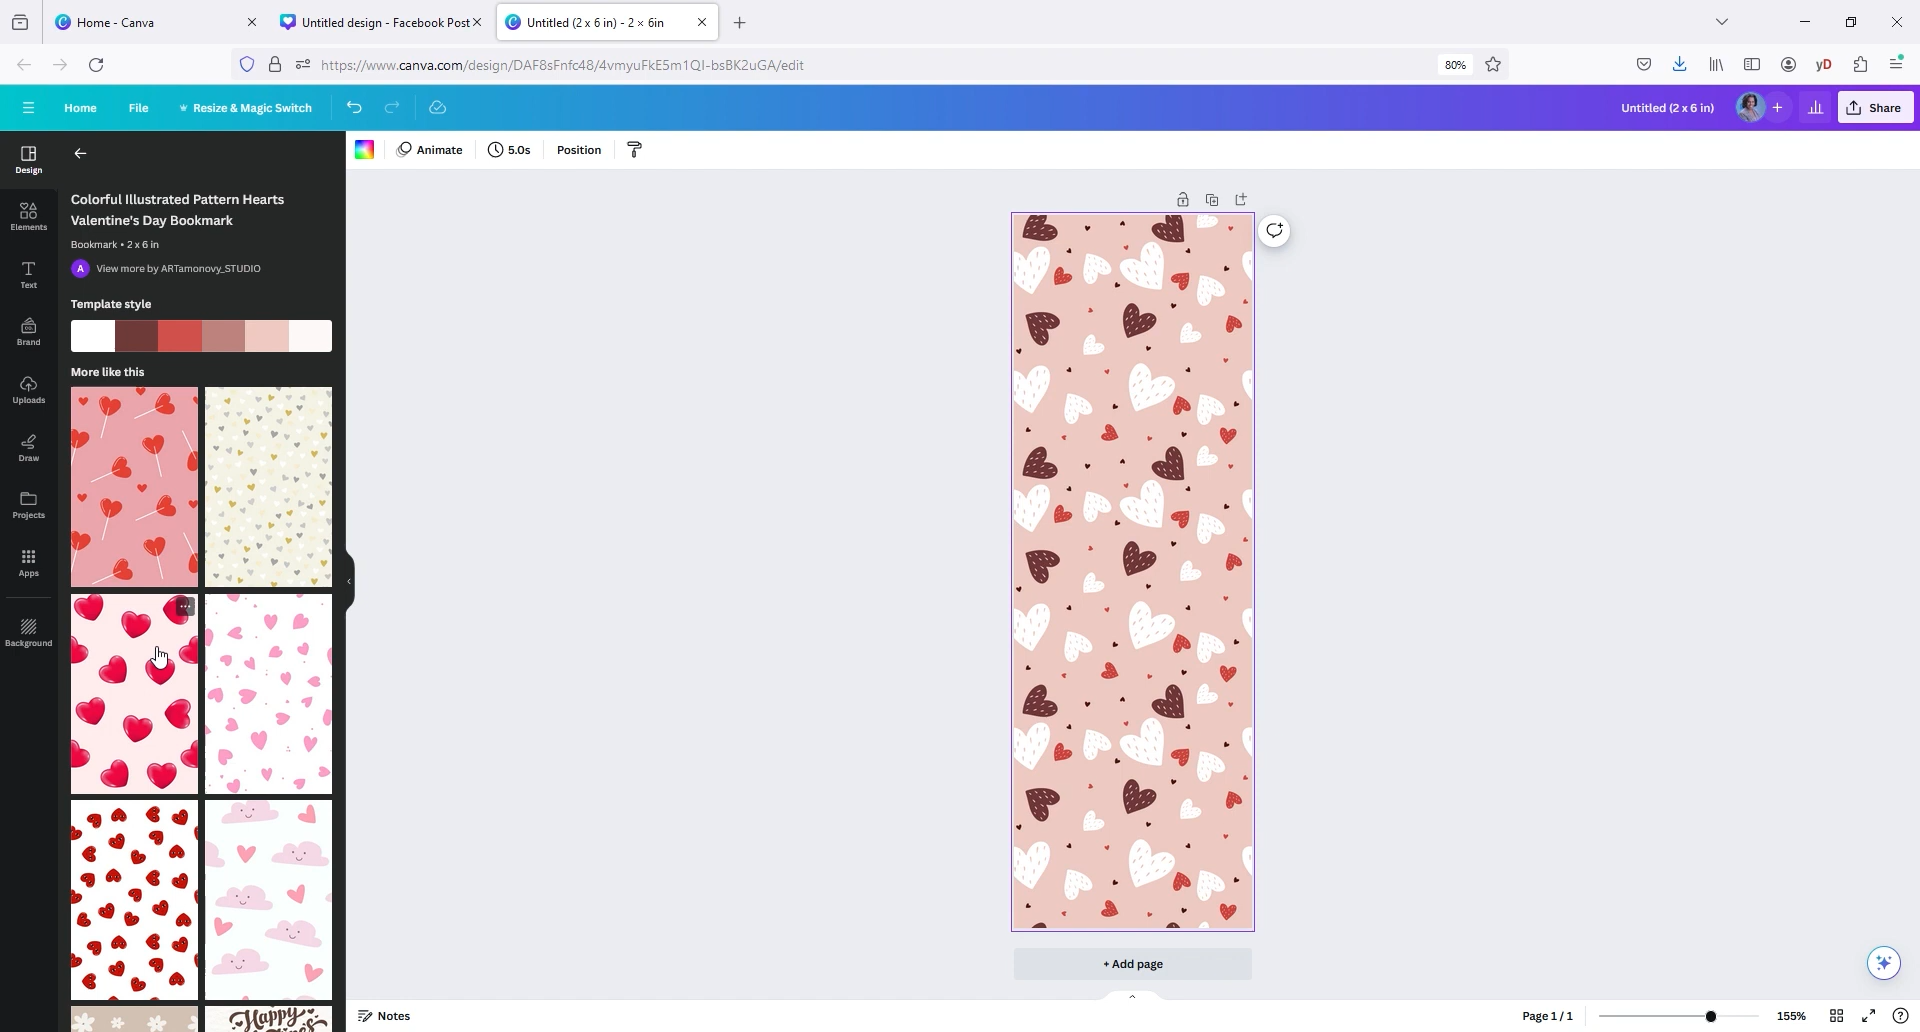 Home - Canva
Untitled design - Facebook Post
Untitled (2 x 6 in) - 2 × 6in
https://www.canva.com/design/DAF8sFnfc48/4vmyuFkE5m1QI-bsBK2uGA/edit
80%
yD
Home
File
Resize & Magic Switch
Untitled (2 x 6 in)
Share
Design
Elements
Text
Brand
Uploads
Draw
Projects
Apps
Background
Colorful Illustrated Pattern Hearts
Valentine's Day Bookmark
Bookmark • 2 x 6 in
A
View more by ARTamonovy_STUDIO
Template style
More like this
Happy
Animate
5.0s
Position
+ Add page
Notes
Page 1 / 1
155%